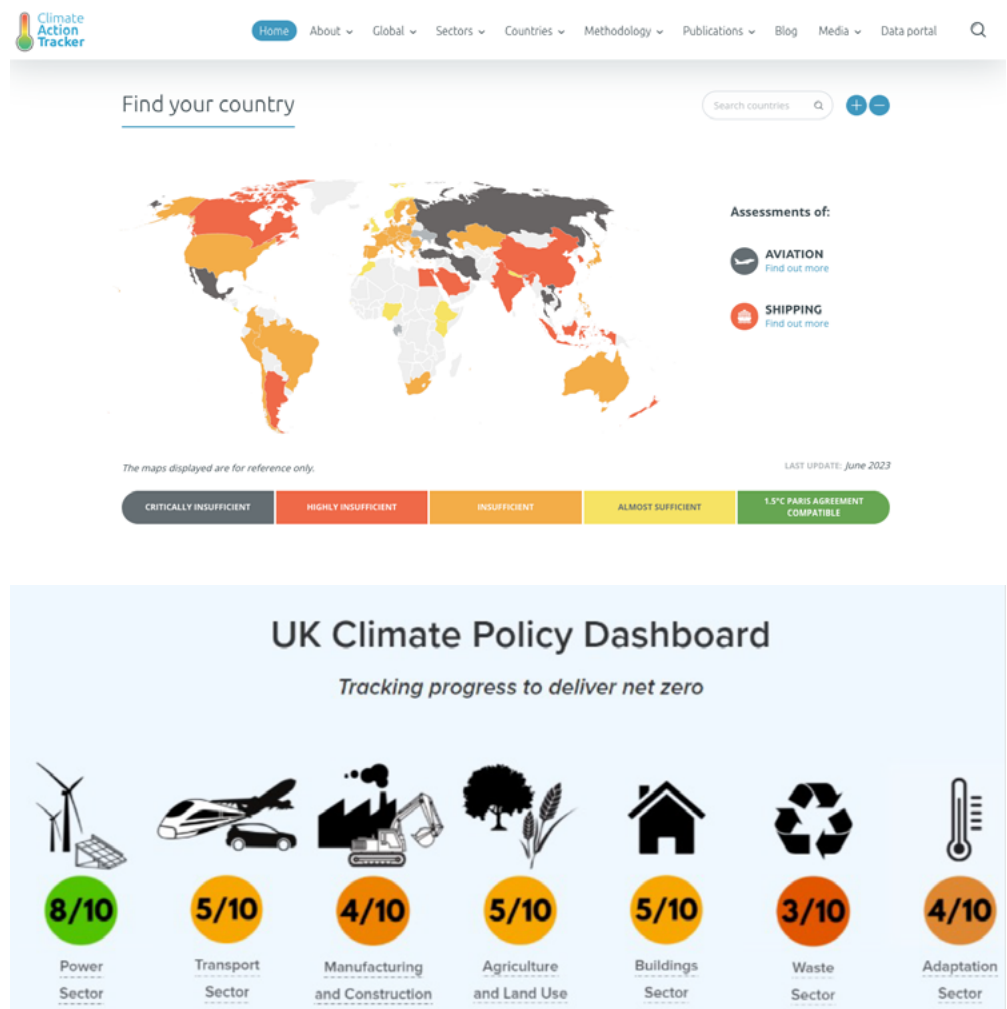 Climate
Action
Tracker
Home About Global Sectors Countries Methodology Publications Blog Media Data portal
Find your country
Search countries
Assessments of:
AVIATION
Find out more
SHIPPING
Find out more
The maps displayed are for reference only.
LAST UPDATE: June 2023
CRITICALLY INSUFFICIENT
HIGHLY INSUFFICIENT
INSUFFICIENT
ALMOST SUFFICIENT
1.5°C PARIS AGREEMENT
COMPATIBLE
UK Climate Policy Dashboard
Tracking progress to deliver net zero
8/10 5/10 4/10 5/10 5/10 3/10 4/10
Power
Sector
Transport
Sector
Manufacturing
and Construction
Agriculture
and Land Use
Buildings
Sector
Waste
Sector
Adaptation
Sector